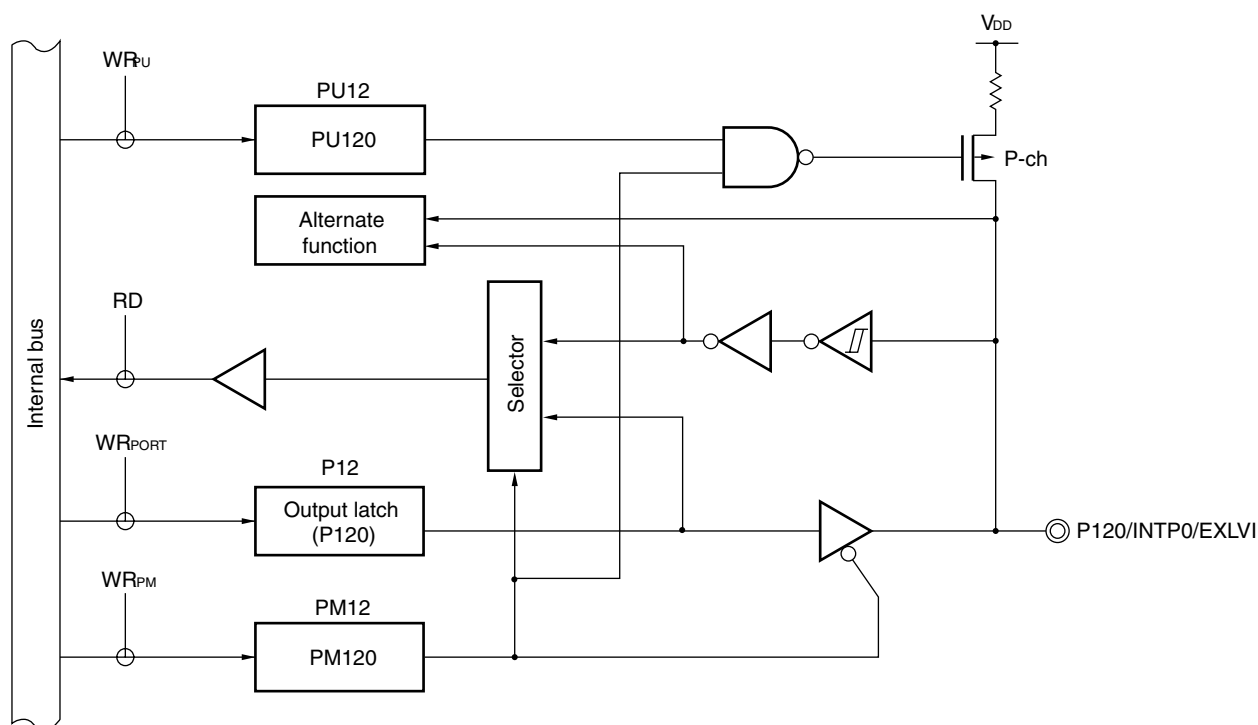 VDD
WRPU
PU12
PU120
P-ch
Alternate
function
RD
Selector
Internal bus
WRPORT
P12
Output latch
(P120)
P120/INTP0/EXLVI
WRPM
PM12
PM120